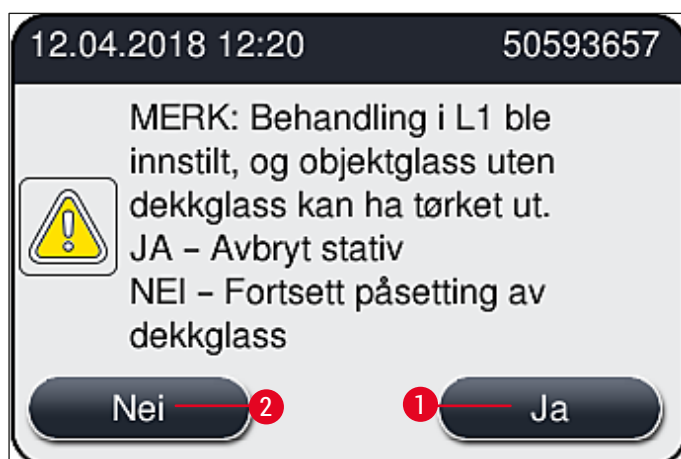 12.04.2018 12:20 50593657
MERK: Behandling i L1 ble
innstilt, og objektglass uten
dekkglass kan ha tørket ut.
JA – Avbryt stativ
NEI – Fortsett påsetting av
dekkglass
Nei 2 1 Ja